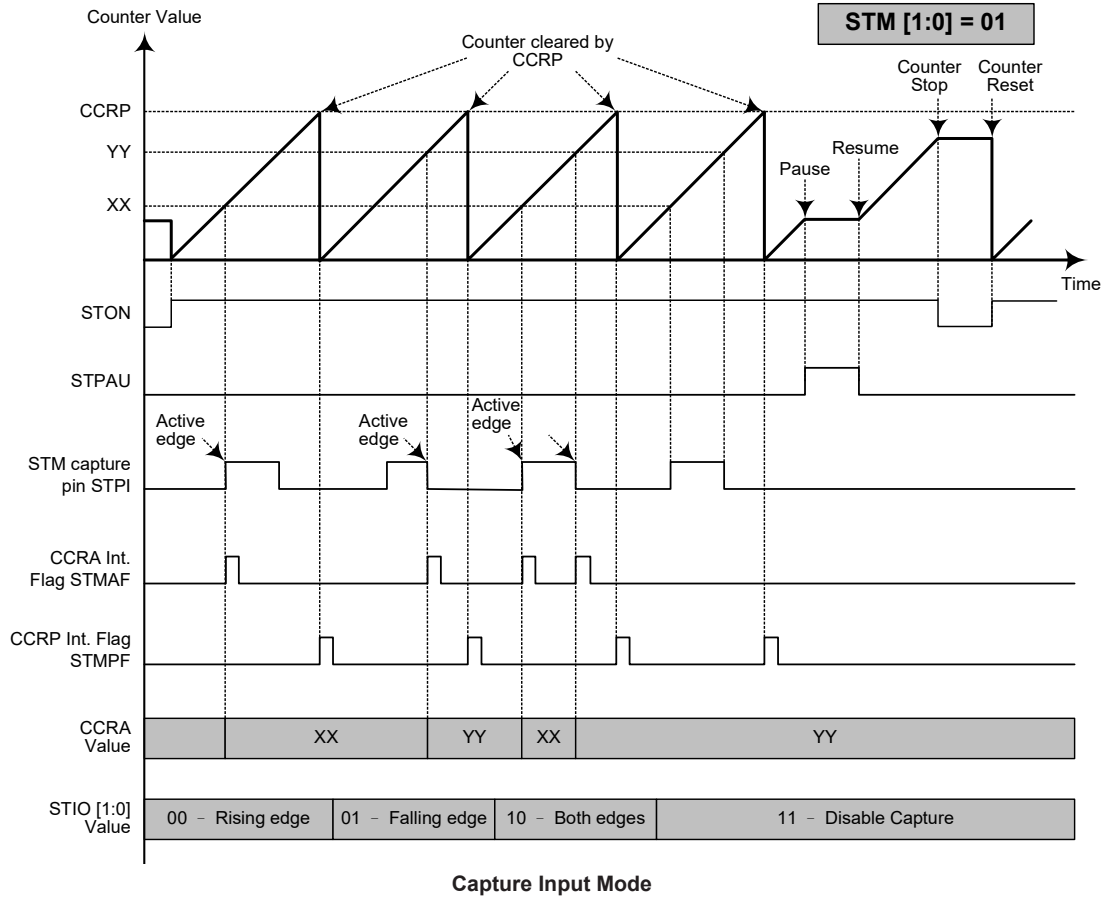 Counter Value
STM [1:0] = 01
Counter cleared by
CCRP
Counter
Stop
Counter
Reset
CCRP
YY
XX
Pause
Resume
Time
STON
STPAU
Active
edge
Active
edge
Active
edge
STM capture
pin STPI
CCRA Int.
Flag STMAF
CCRP Int. Flag
STMPF
CCRA
Value
XX
YY
XX
YY
STIO [1:0]
Value
00 – Rising edge
01 – Falling edge
10 – Both edges
11 – Disable Capture
Capture Input Mode